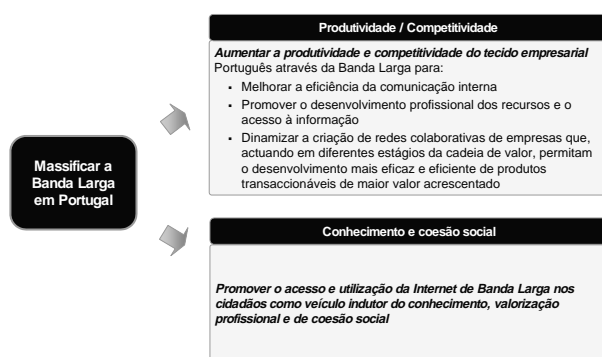 Produtividade / Competitividade
Aumentar a produtividade e competitividade do tecido empresarial
Português através da Banda Larga para:
▪ Melhorar a eficiência da comunicação interna
▪ Promover o desenvolvimento profissional dos recursos e o
acesso à informação
▪ Dinamizar a criação de redes colaborativas de empresas que,
actuando em diferentes estágios da cadeia de valor, permitam
o desenvolvimento mais eficaz e eficiente de produtos
transaccionáveis de maior valor acrescentado
Massificar a
Banda Larga
em Portugal
Conhecimento e coesão social
Promover o acesso e utilização da Internet de Banda Larga nos
cidadãos como veículo indutor do conhecimento, valorização
profissional e de coesão social